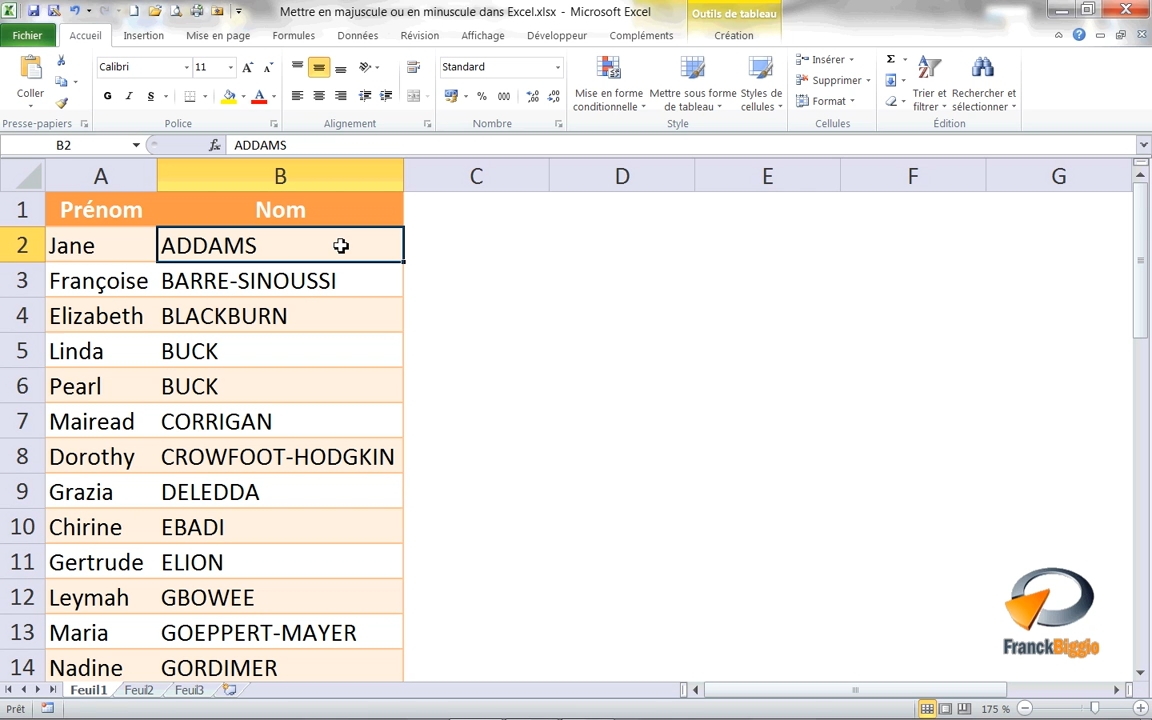 Mettre en majuscule ou en minuscule dans Excel.xlsx - Microsoft Excel
Outils de tableau
Fichier Accueil Insertion Mise en page Formules Données Révision Affichage Développeur Compléments Création
Coller
Calibri 11
G I S
Standard
% 000
Mise en forme conditionnelle
Mettre sous forme de tableau
Styles de cellules
Insérer
Supprimer
Format
Trier et filtrer
Rechercher et sélectionner
Presse-papiers Police Alignement Nombre Style Cellules Édition
B2 fx ADDAMS
A B C D E F G
1 Prénom Nom
2 Jane ADDAMS
3 Françoise BARRE-SINOUSSI
4 Elizabeth BLACKBURN
5 Linda BUCK
6 Pearl BUCK
7 Mairead CORRIGAN
8 Dorothy CROWFOOT-HODGKIN
9 Grazia DELEDDA
10 Chirine EBADI
11 Gertrude ELION
12 Leymah GBOWEE
13 Maria GOEPPERT-MAYER
14 Nadine GORDIMER
FranckBiggio
Feuil1 Feuil2 Feuil3
Prêt 175 %